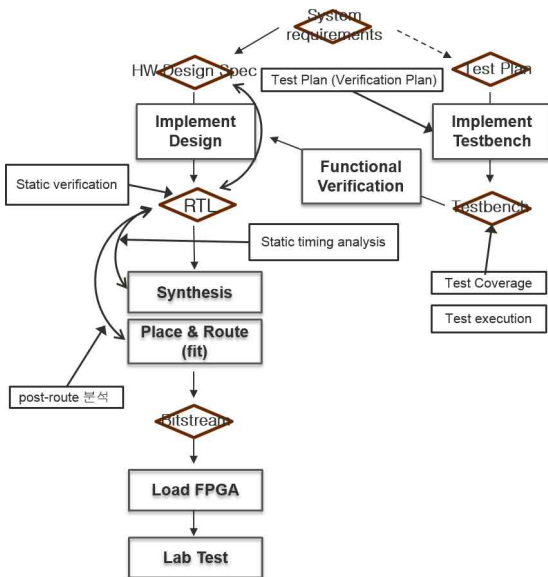 System
requirements
HW Design Spec
Test Plan
Test Plan (Verification Plan)
Implement
Design
Implement
Testbench
Functional
Verification
Static verification
RTL
Testbench
Static timing analysis
Test Coverage
Synthesis
Test execution
Place & Route
(fit)
post-route 분석
Bitstream
Load FPGA
Lab Test